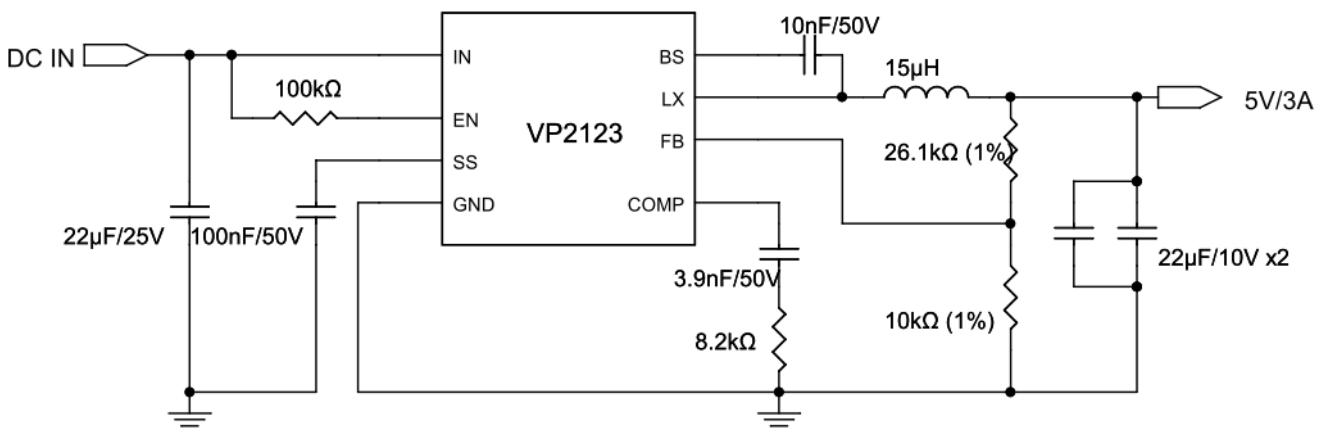 10nF/50V
DC IN
IN
BS
15µH
100kΩ
LX
5V/3A
EN
VP2123
FB
26.1kΩ (1%)
SS
GND
COMP
22µF/25V
100nF/50V
22µF/10V x2
3.9nF/50V
10kΩ (1%)
8.2kΩ